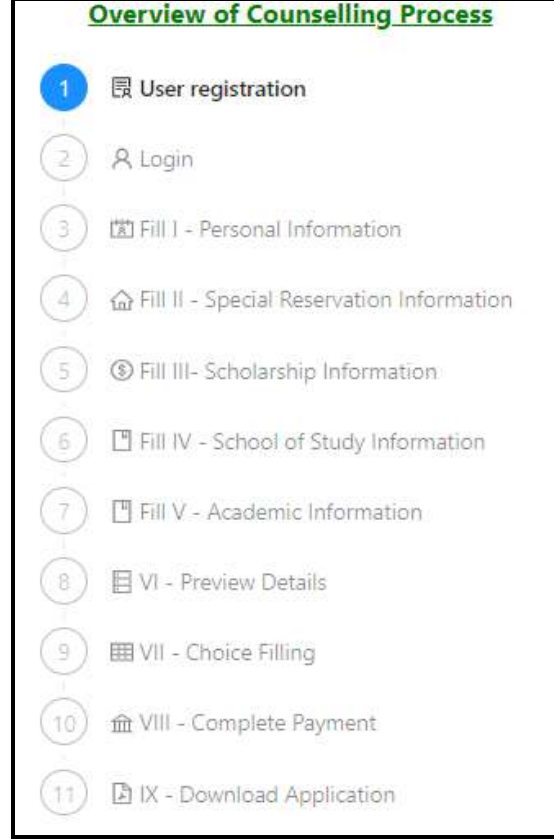 Overview of Counselling Process
1 User registration
2 Login
3 Fill I - Personal Information
4 Fill II - Special Reservation Information
5 Fill III- Scholarship Information
6 Fill IV - School of Study Information
7 Fill V - Academic Information
8 VI - Preview Details
9 VII - Choice Filling
10 VIII - Complete Payment
11 IX - Download Application